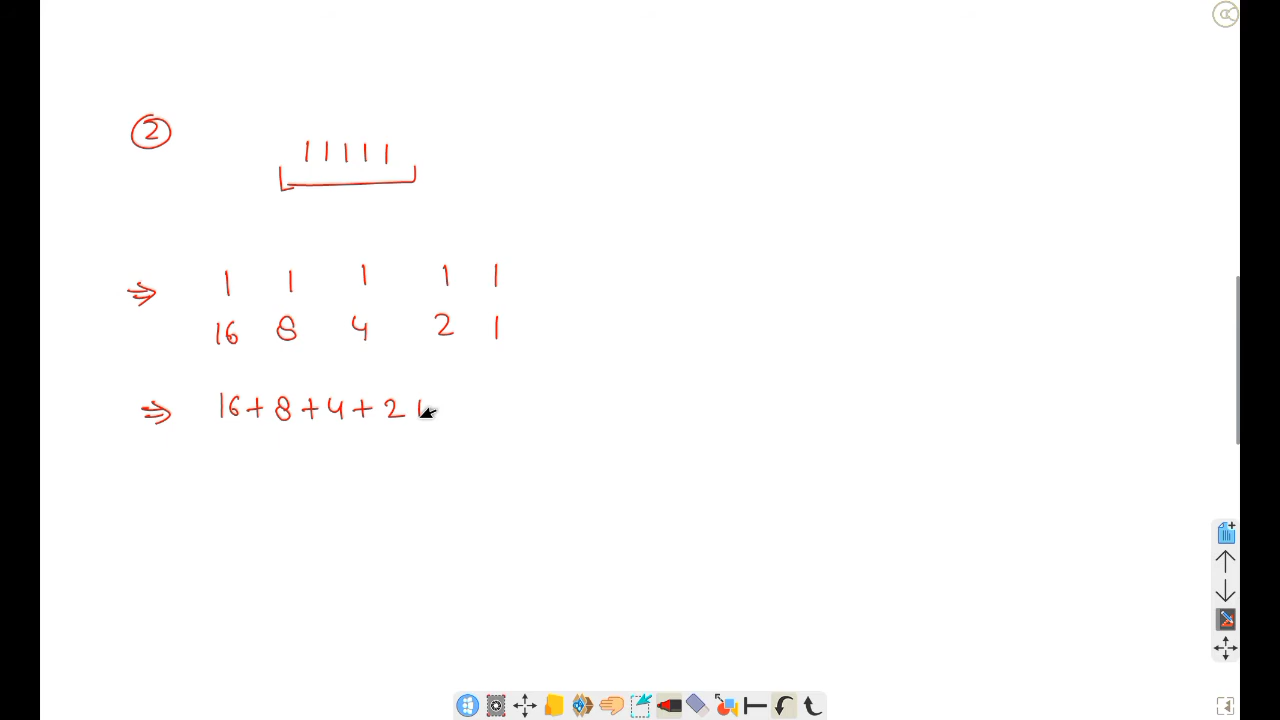 ②
1 1 1 1 1
⇒ 1 1 1 1 1
16 8 4 2 1
⇒ 16 + 8 + 4 + 2